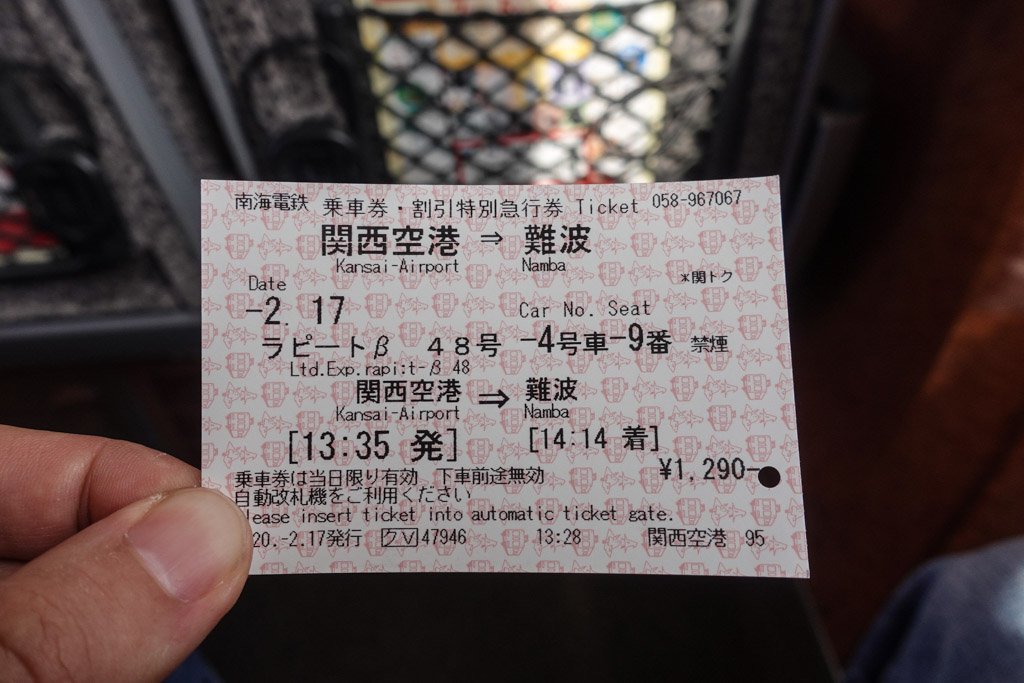 南海電鉄 乗車券・割引特別急行券 Ticket 058-967067
関西空港 ⇒ 難波
Kansai-Airport Namba
*関トク
Date
-2. 17 Car No. Seat
ラピートβ 48号 -4号車-9番 禁煙
Ltd.Exp.rapi:t-β 48
関西空港 ⇒ 難波
Kansai-Airport Namba
[13:35 発] [14:14 着]
¥1,290-
乗車券は当日限り有効 下車前途無効
自動改札機をご利用ください
lease insert ticket into automatic ticket gate.
20.-2.17発行 クV 47946 13:28 関西空港 95